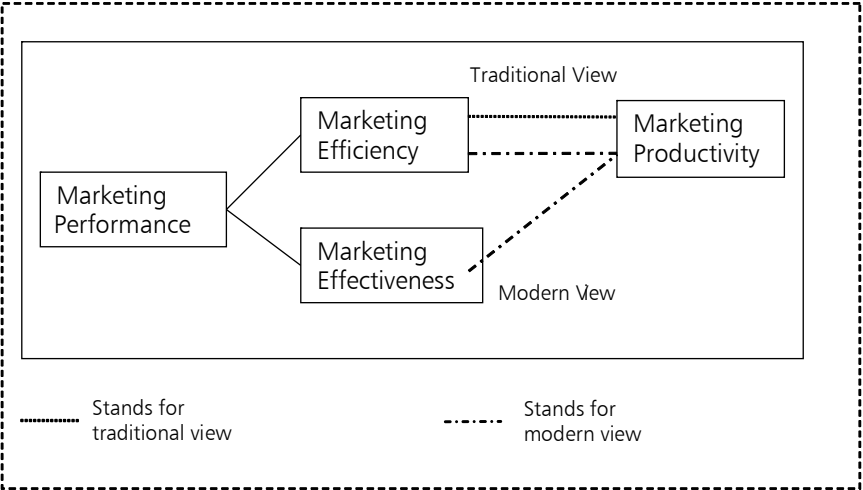 Traditional View
Marketing
Efficiency
Marketing
Productivity
Marketing
Performance
Marketing
Effectiveness
Modern View
Stands for
traditional view
Stands for
modern view